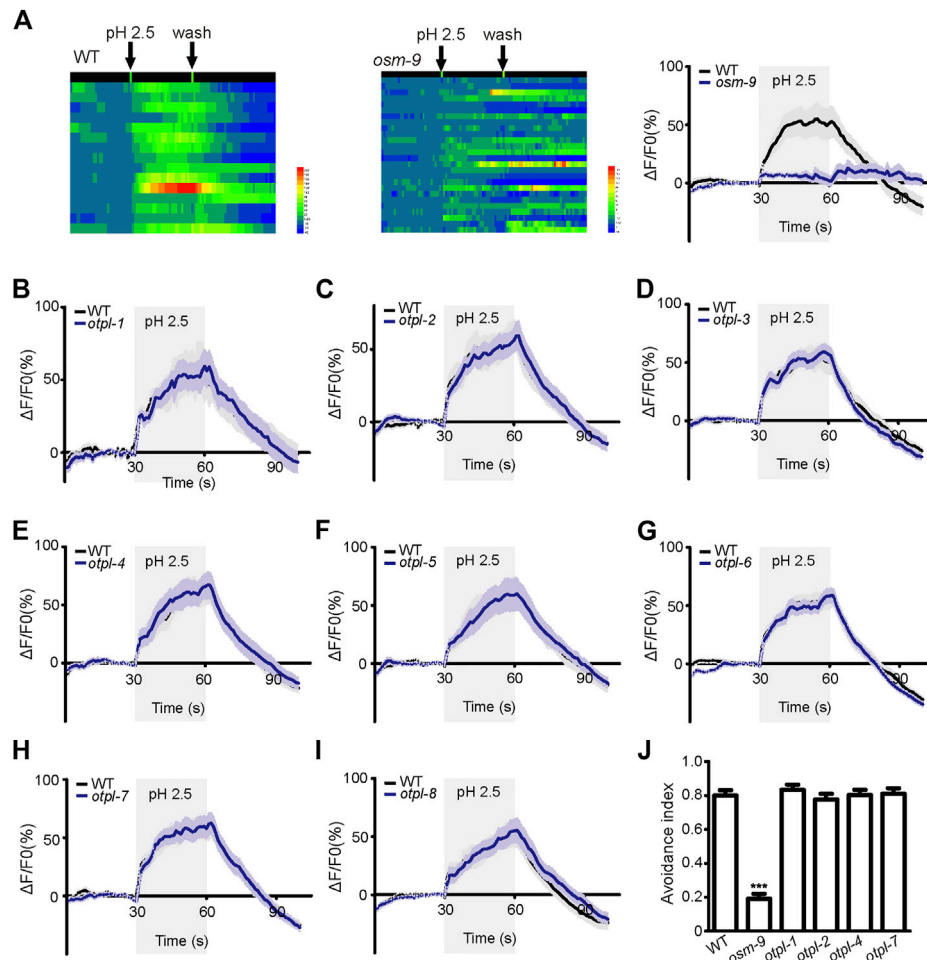 A
pH 2.5 wash
WT
pH 2.5 wash
osm-9
WT
osm-9
pH 2.5
ΔF/F0(%)
100
50
0
30 60 90
Time (s)
B
WT
otpl-1
pH 2.5
ΔF/F0(%)
100
50
0
30 60 90
Time (s)
C
WT
otpl-2
pH 2.5
ΔF/F0(%)
50
0
30 60 90
Time (s)
D
WT
otpl-3
pH 2.5
ΔF/F0(%)
100
50
0
30 60 90
Time (s)
E
WT
otpl-4
pH 2.5
ΔF/F0(%)
100
50
0
30 60 90
Time (s)
F
WT
otpl-5
pH 2.5
ΔF/F0(%)
100
50
0
30 60 90
Time (s)
G
WT
otpl-6
pH 2.5
ΔF/F0(%)
100
50
0
30 60 90
Time (s)
H
WT
otpl-7
pH 2.5
ΔF/F0(%)
100
50
0
30 60 90
Time (s)
I
WT
otpl-8
pH 2.5
ΔF/F0(%)
100
50
0
30 60 90
Time (s)
J
Avoidance index
1.0
0.8
0.6
0.4
0.2
0
***
WT osm-9 otpl-1 otpl-2 otpl-4 otpl-7